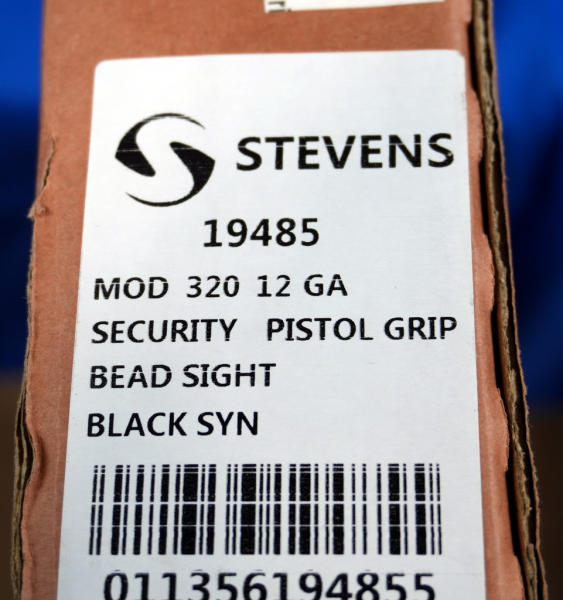 STEVENS
19485
MOD 320 12 GA
SECURITY PISTOL GRIP
BEAD SIGHT
BLACK SYN
011356194855